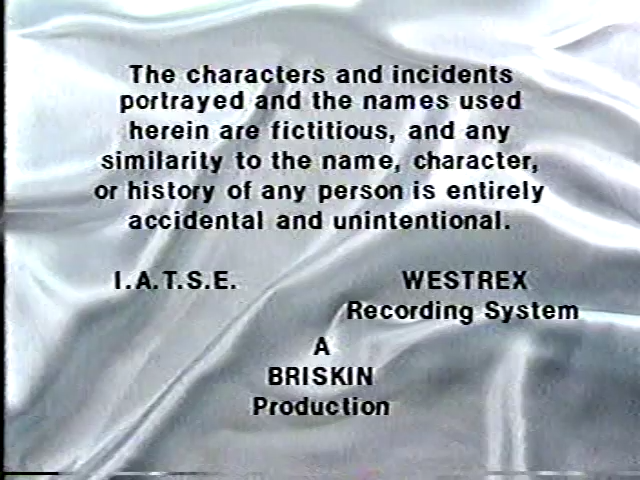 The characters and incidents
portrayed and the names used
herein are fictitious, and any
similarity to the name, character,
or history of any person is entirely
accidental and unintentional.
I.A.T.S.E.
WESTREX
Recording System
A
BRISKIN
Production